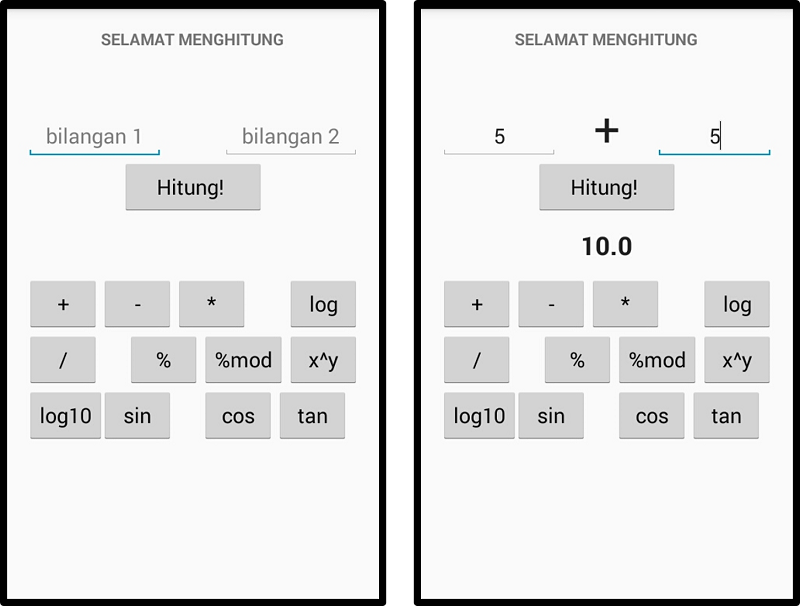 SELAMAT MENGHITUNG
bilangan 1 bilangan 2
Hitung!
+ - * log
/ % %mod x^y
log10 sin cos tan
SELAMAT MENGHITUNG
5 + 5
Hitung!
10.0
+ - * log
/ % %mod x^y
log10 sin cos tan